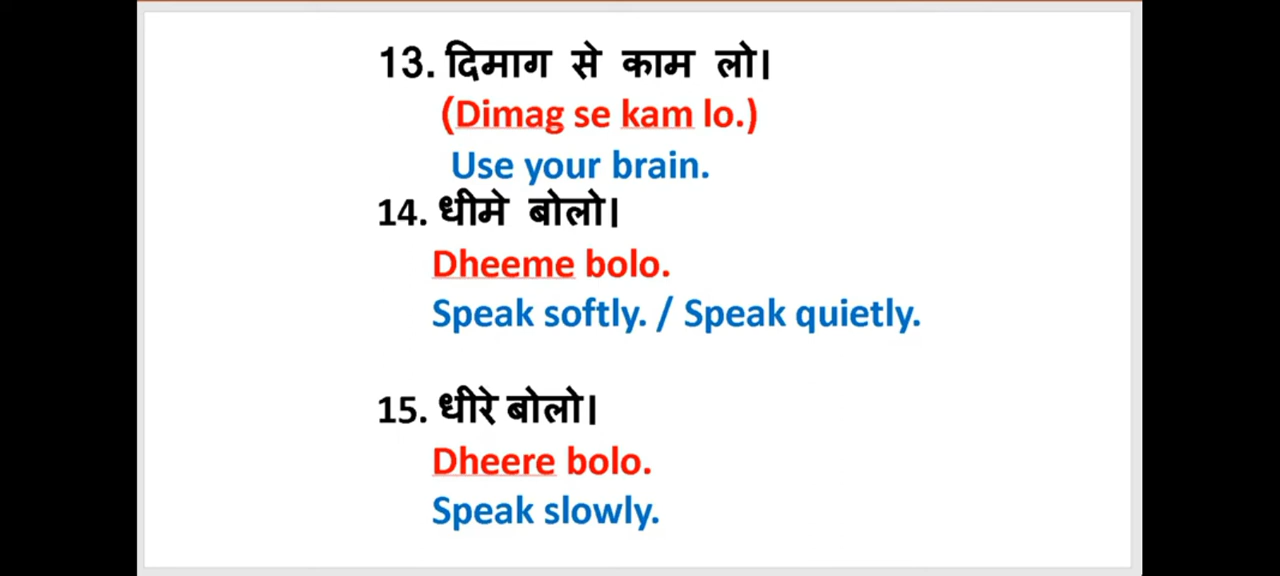 13. दिमाग से काम लो।
(Dimag se kam lo.)
Use your brain.
14. धीमे बोलो।
Dheeme bolo.
Speak softly. / Speak quietly.
15. धीरे बोलो।
Dheere bolo.
Speak slowly.